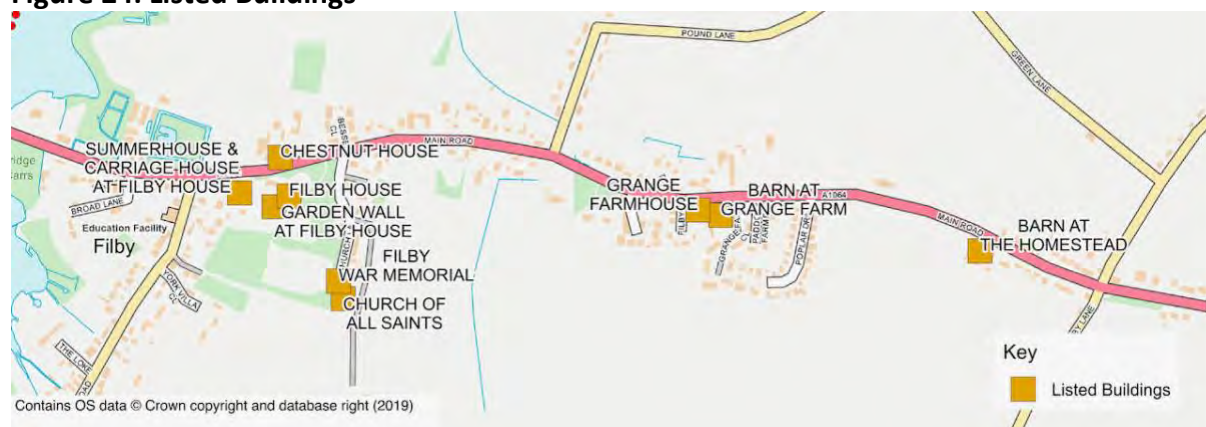 Figure 24: Listed Buildings
POUND LANE
GREEN LANE
MAIN ROAD
SUMMERHOUSE &
CARRIAGE HOUSE
AT FILBY HOUSE
CHESTNUT HOUSE
FILBY HOUSE
GARDEN WALL
AT FILBY HOUSE
BROAD LANE
Education Facility
Filby
YORK VILLA
CL
THE LOKE
FILBY
WAR MEMORIAL
CHURCH OF
ALL SAINTS
GRANGE
FARMHOUSE
BARN AT
GRANGE FARM
A1064
POPLAR DR
MAIN ROAD
BARN AT
THE HOMESTEAD
Key
Listed Buildings
Contains OS data © Crown copyright and database right (2019)